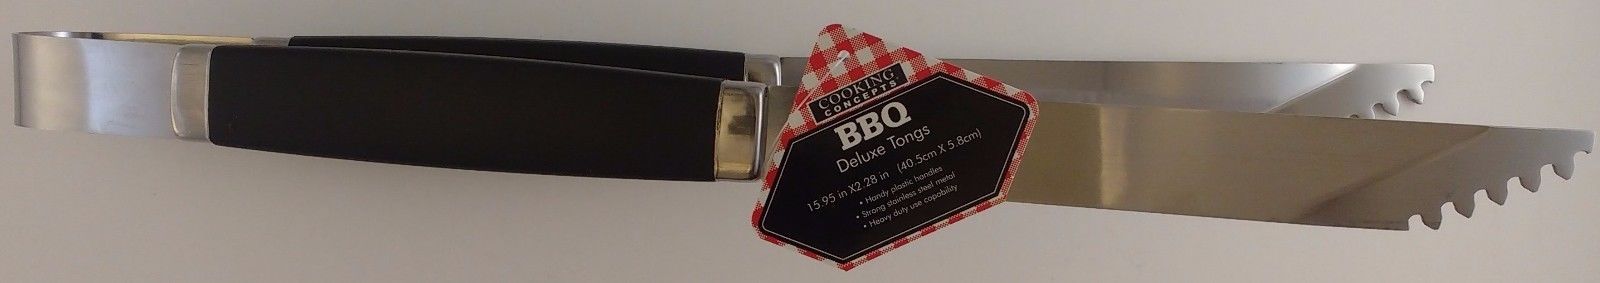 COOKING
CONCEPTS
BBQ
Deluxe Tongs
15.95 in X2.28 in (40.5cm X 5.8cm)
• Handy plastic handles
• Strong stainless steel metal
• Heavy duty use capability